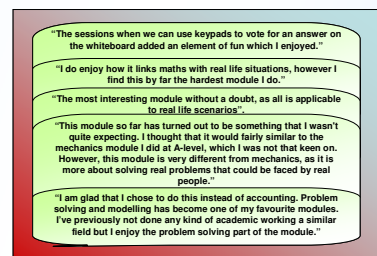 “The sessions when we can use keypads to vote for an answer on
the whiteboard added an element of fun which I enjoyed.”
“I do enjoy how it links maths with real life situations, however I
find this by far the hardest module I do.”
“The most interesting module without a doubt, as all is applicable
to real life scenarios”.
“This module so far has turned out to be something that I wasn't
quite expecting. I thought that it would fairly similar to the
mechanics module I did at A-level, which I was not that keen on.
However, this module is very different from mechanics, as it is
more about solving real problems that could be faced by real
people.”
“I am glad that I chose to do this instead of accounting. Problem
solving and modelling has become one of my favourite modules.
I've previously not done any kind of academic working a similar
field but I enjoy the problem solving part of the module.”